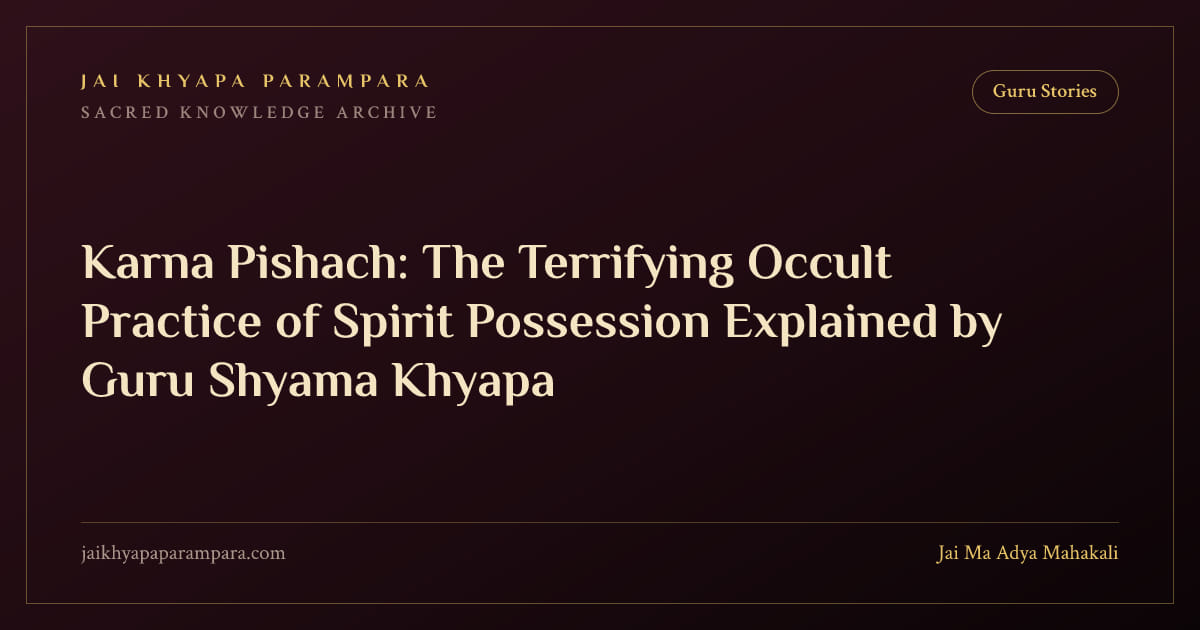 JAI KHYAPA PARAMPARA
SACRED KNOWLEDGE ARCHIVE
Guru Stories
Karna Pishach: The Terrifying Occult
Practice of Spirit Possession Explained by
Guru Shyama Khyapa
jaikhyapaparampara.com
Jai Ma Adya Mahakali